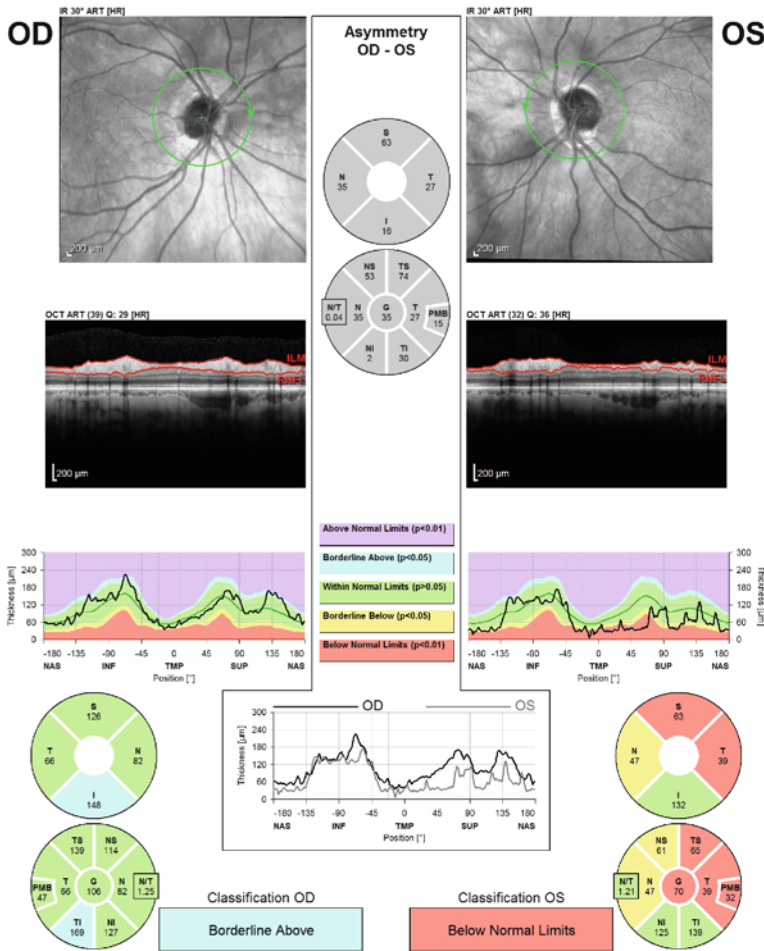 IR 30° ART [HR]
OD
200 µm
Asymmetry
OD - OS
S
63
N
35
T
27
I
16
NS
53
TS
74
N/T
0.04
N
35
G
35
T
27
PMB
15
NI
2
TI
30
IR 30° ART [HR]
OS
200 µm
OCT ART (39) Q: 29 [HR]
ILM
RNFL
200 µm
OCT ART (32) Q: 36 [HR]
ILM
RNFL
200 µm
Above Normal Limits (p<0.01)
Borderline Above (p<0.05)
Within Normal Limits (p>0.05)
Borderline Below (p<0.05)
Below Normal Limits (p<0.01)
Thickness [µm]
300
240
180
120
60
0
-180 -135 -90 -45 0 45 90 135 180
NAS INF TMP SUP NAS
Position [°]
300
240
180
120
60
0
Thickness [µm]
-180 -135 -90 -45 0 45 90 135 180
NAS INF TMP SUP NAS
Position [°]
OD OS
Thickness [µm]
300
240
180
120
60
0
-180 -135 -90 -45 0 45 90 135 180
NAS INF TMP SUP NAS
Position [°]
S
126
T
66
N
82
I
148
TS
139
NS
114
PMB
47
T
66
G
106
N
82
N/T
1.25
TI
169
NI
127
S
63
N
47
T
39
I
132
NS
61
TS
65
N/T
1.21
N
47
G
70
T
39
PMB
32
NI
125
TI
139
Classification OD
Borderline Above
Classification OS
Below Normal Limits